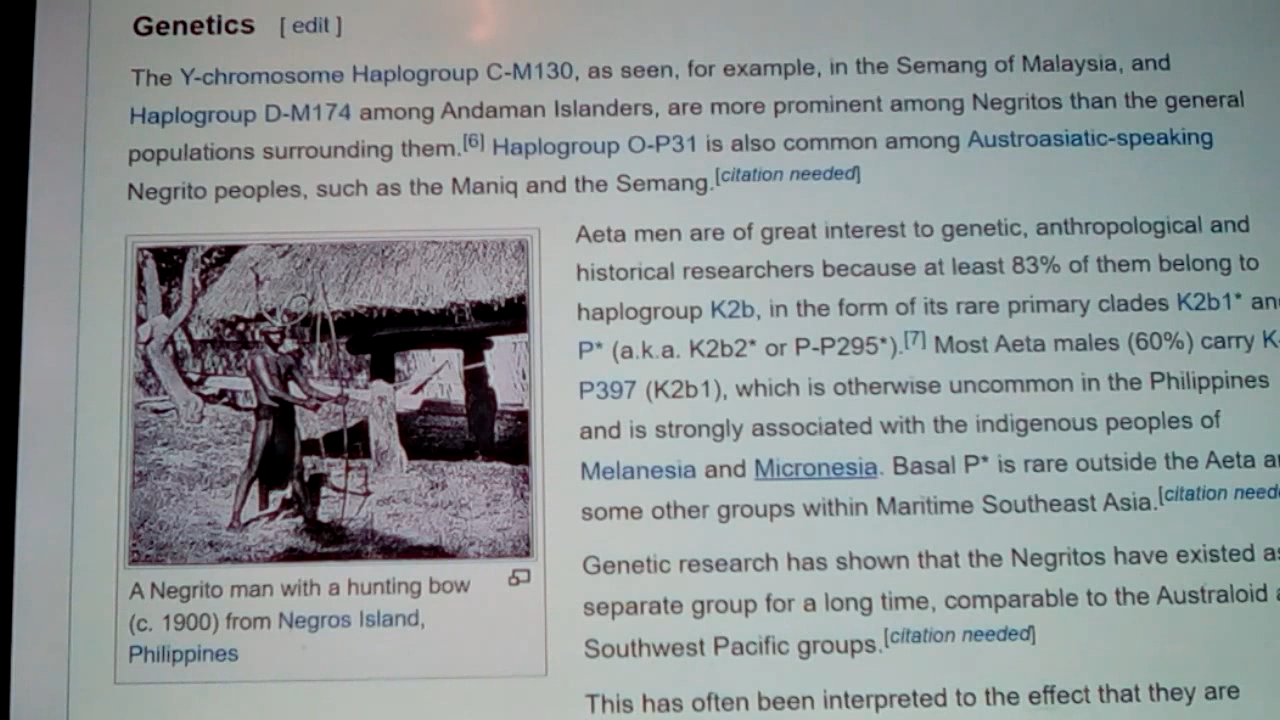 Genetics [ edit ]
The Y-chromosome Haplogroup C-M130, as seen, for example, in the Semang of Malaysia, and
Haplogroup D-M174 among Andaman Islanders, are more prominent among Negritos than the general
populations surrounding them.[6] Haplogroup O-P31 is also common among Austroasiatic-speaking
Negrito peoples, such as the Maniq and the Semang.[citation needed]
Aeta men are of great interest to genetic, anthropological and
historical researchers because at least 83% of them belong to
haplogroup K2b, in the form of its rare primary clades K2b1* an
P* (a.k.a. K2b2* or P-P295*).[7] Most Aeta males (60%) carry K-
P397 (K2b1), which is otherwise uncommon in the Philippines
and is strongly associated with the indigenous peoples of
Melanesia and Micronesia. Basal P* is rare outside the Aeta a
some other groups within Maritime Southeast Asia.[citation need
Genetic research has shown that the Negritos have existed as
separate group for a long time, comparable to the Australoid
Southwest Pacific groups.[citation needed]
This has often been interpreted to the effect that they are
A Negrito man with a hunting bow
(c. 1900) from Negros Island,
Philippines